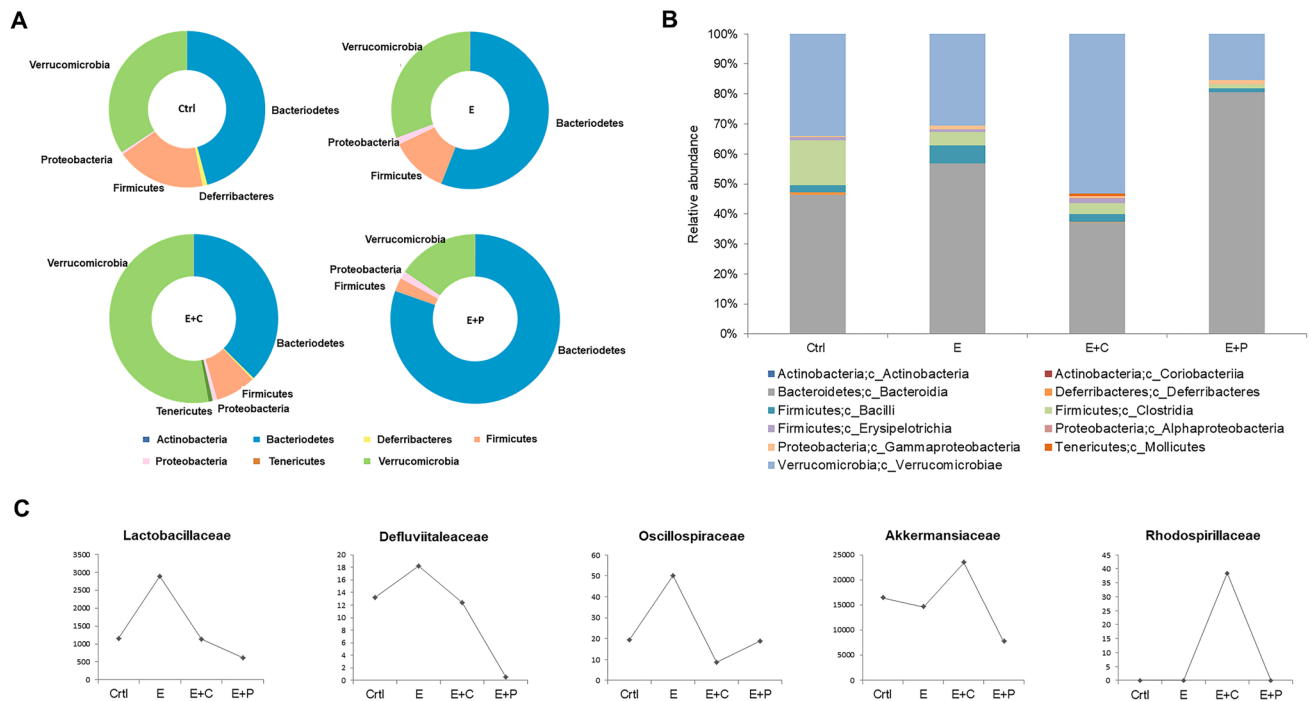 A
Verrucomicrobia
Ctrl
Bacteriodetes
Proteobacteria
Firmicutes
Deferribacteres
Verrucomicrobia
E
Bacteriodetes
Proteobacteria
Firmicutes
Verrucomicrobia
E+C
Bacteriodetes
Firmicutes
Proteobacteria
Tenericutes
Verrucomicrobia
Proteobacteria
Firmicutes
E+P
Bacteriodetes
Actinobacteria Bacteriodetes Deferribacteres Firmicutes
Proteobacteria Tenericutes Verrucomicrobia
B
Relative abundance
100%
90%
80%
70%
60%
50%
40%
30%
20%
10%
0%
Ctrl E E+C E+P
Actinobacteria;c_Actinobacteria Actinobacteria;c_Coriobacteriia
Bacteroidetes;c_Bacteroidia Deferribacteres;c_Deferribacteres
Firmicutes;c_Bacilli Firmicutes;c_Clostridia
Firmicutes;c_Erysipelotrichia Proteobacteria;c_Alphaproteobacteria
Proteobacteria;c_Gammaproteobacteria Tenericutes;c_Mollicutes
Verrucomicrobia;c_Verrucomicrobiae
C
Lactobacillaceae
3500
3000
2500
2000
1500
1000
500
0
Crtl E E+C E+P
Defluviitaleaceae
20
18
16
14
12
10
8
6
4
2
0
Crtl E E+C E+P
Oscillospiraceae
60
50
40
30
20
10
0
Crtl E E+C E+P
Akkermansiaceae
25000
20000
15000
10000
5000
0
Crtl E E+C E+P
Rhodospirillaceae
45
40
35
30
25
20
15
10
5
0
Crtl E E+C E+P